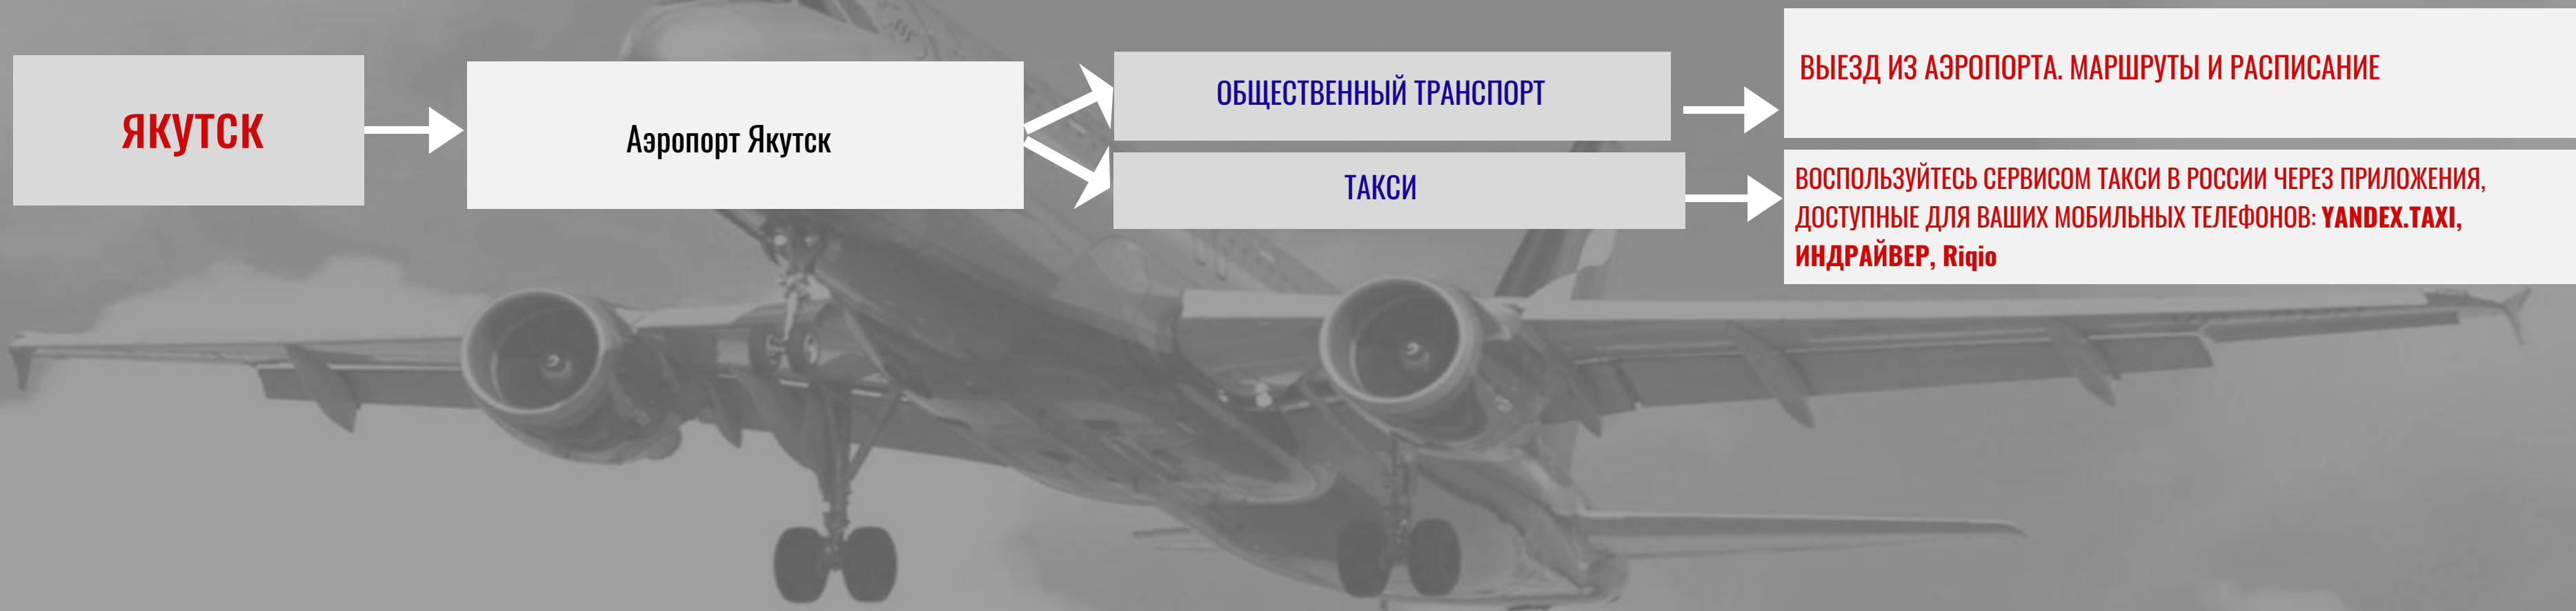 ЯКУТСК
Аэропорт Якутск
ОБЩЕСТВЕННЫЙ ТРАНСПОРТ
ТАКСИ
ВЫЕЗД ИЗ АЭРОПОРТА. МАРШРУТЫ И РАСПИСАНИЕ
ВОСПОЛЬЗУЙТЕСЬ СЕРВИСОМ ТАКСИ В РОССИИ ЧЕРЕЗ ПРИЛОЖЕНИЯ,
ДОСТУПНЫЕ ДЛЯ ВАШИХ МОБИЛЬНЫХ ТЕЛЕФОНОВ: YANDEX.TAXI,
ИНДРАЙВЕР, Riqio